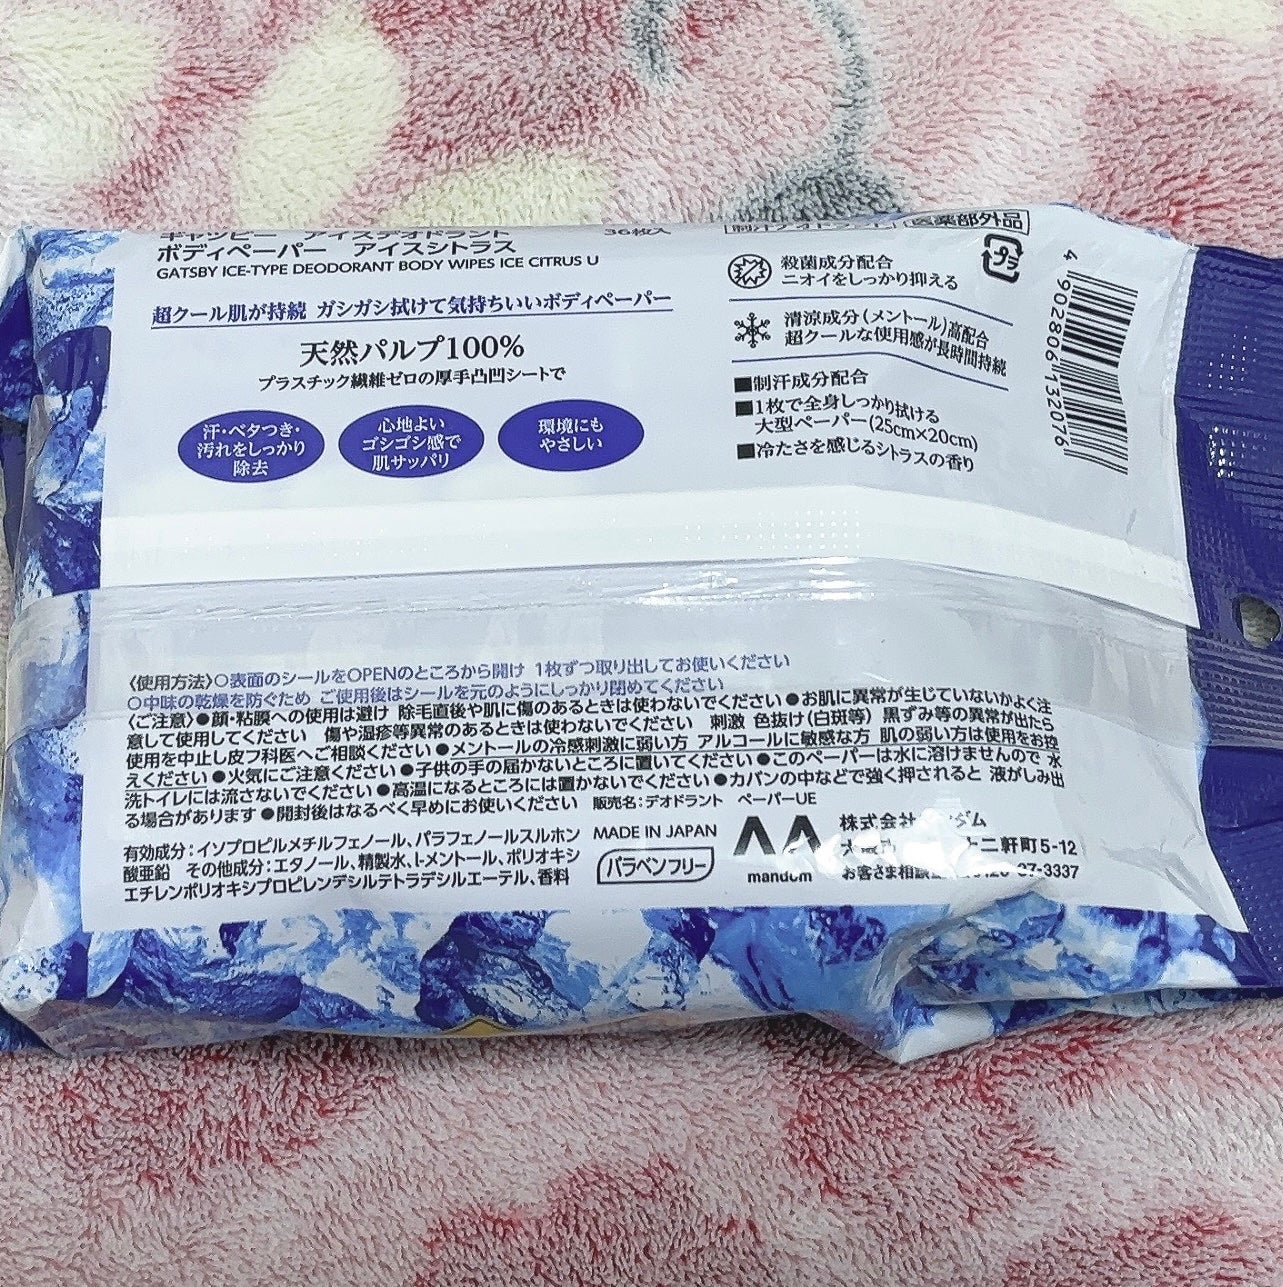 ギャツビー アイスデオドラント
36枚入
ボディペーパー アイスシトラス
GATSBY ICE-TYPE DEODORANT BODY WIPES ICE CITRUS U
超クール肌が持続 ガシガシ拭けて気持ちいいボディペーパー
天然パルプ100%
プラスチック繊維ゼロの厚手凸凹シートで
汗・ベタつき・
汚れをしっかり
除去
心地よい
ゴシゴシ感で
肌サッパリ
環境にも
やさしい
制汗デオドラント
医薬部外品
殺菌成分配合
ニオイをしっかり抑える
プラ
清涼成分(メントール)高配合
超クールな使用感が長時間持続
■制汗成分配合
■1枚で全身しっかり拭ける
大型ペーパー(25cm×20cm)
■冷たさを感じるシトラスの香り
4 902806 132076
〈使用方法〉○表面のシールをOPENのところから開け 1枚ずつ取り出してお使いください
○中味の乾燥を防ぐため ご使用後はシールを元のようにしっかり閉めてください
〈ご注意〉●顔・粘膜への使用は避け 除毛直後や肌に傷のあるときは使わないでください ●お肌に異常が生じていないかよく注
意して使用してください 傷や湿疹等異常のあるときは使わないでください 刺激 色抜け(白斑等) 黒ずみ等の異常が出たら
使用を中止し皮フ科医へご相談ください ●メントールの冷感刺激に弱い方 アルコールに敏感な方 肌の弱い方は使用をお控
えください ●火気にご注意ください ●子供の手の届かないところに置いてください ●このペーパーは水に溶けませんので 水
洗トイレには流さないでください ●高温になるところには置かないでください ●カバンの中などで強く押されると 液がしみ出
る場合があります ●開封後はなるべく早めにお使いください 販売名:デオドラント ペーパーUE
有効成分:イソプロピルメチルフェノール、パラフェノールスルホン
酸亜鉛 その他成分:エタノール、精製水、l-メントール、ポリオキシ
エチレンポリオキシプロピレンデシルテトラデシルエーテル、香料
MADE IN JAPAN
パラベンフリー
mandom
株式会社 ダム
大阪市 十二軒町5-12
お客さま相談 37-3337